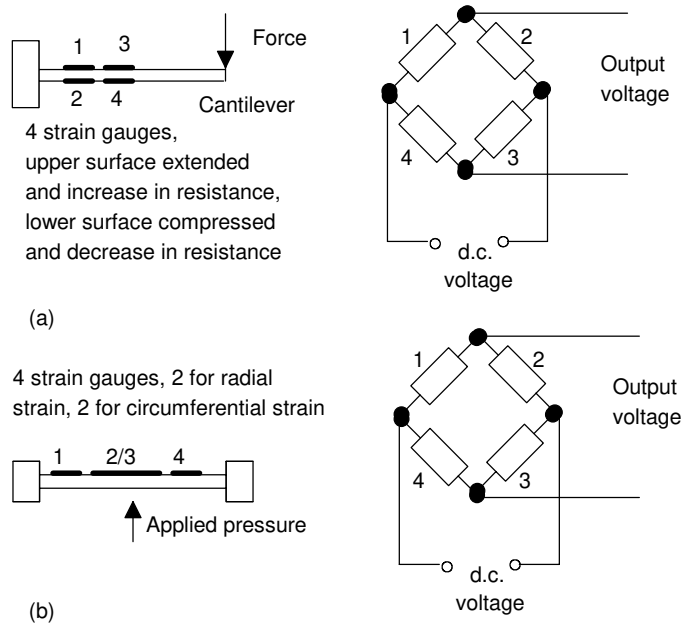 1 3
Force
2 4
Cantilever
4 strain gauges,
upper surface extended
and increase in resistance,
lower surface compressed
and decrease in resistance
1 2
Output
voltage
4 3
d.c.
voltage
(a)
4 strain gauges, 2 for radial
strain, 2 for circumferential strain
1 2/3 4
Applied pressure
1 2
Output
voltage
4 3
d.c.
voltage
(b)